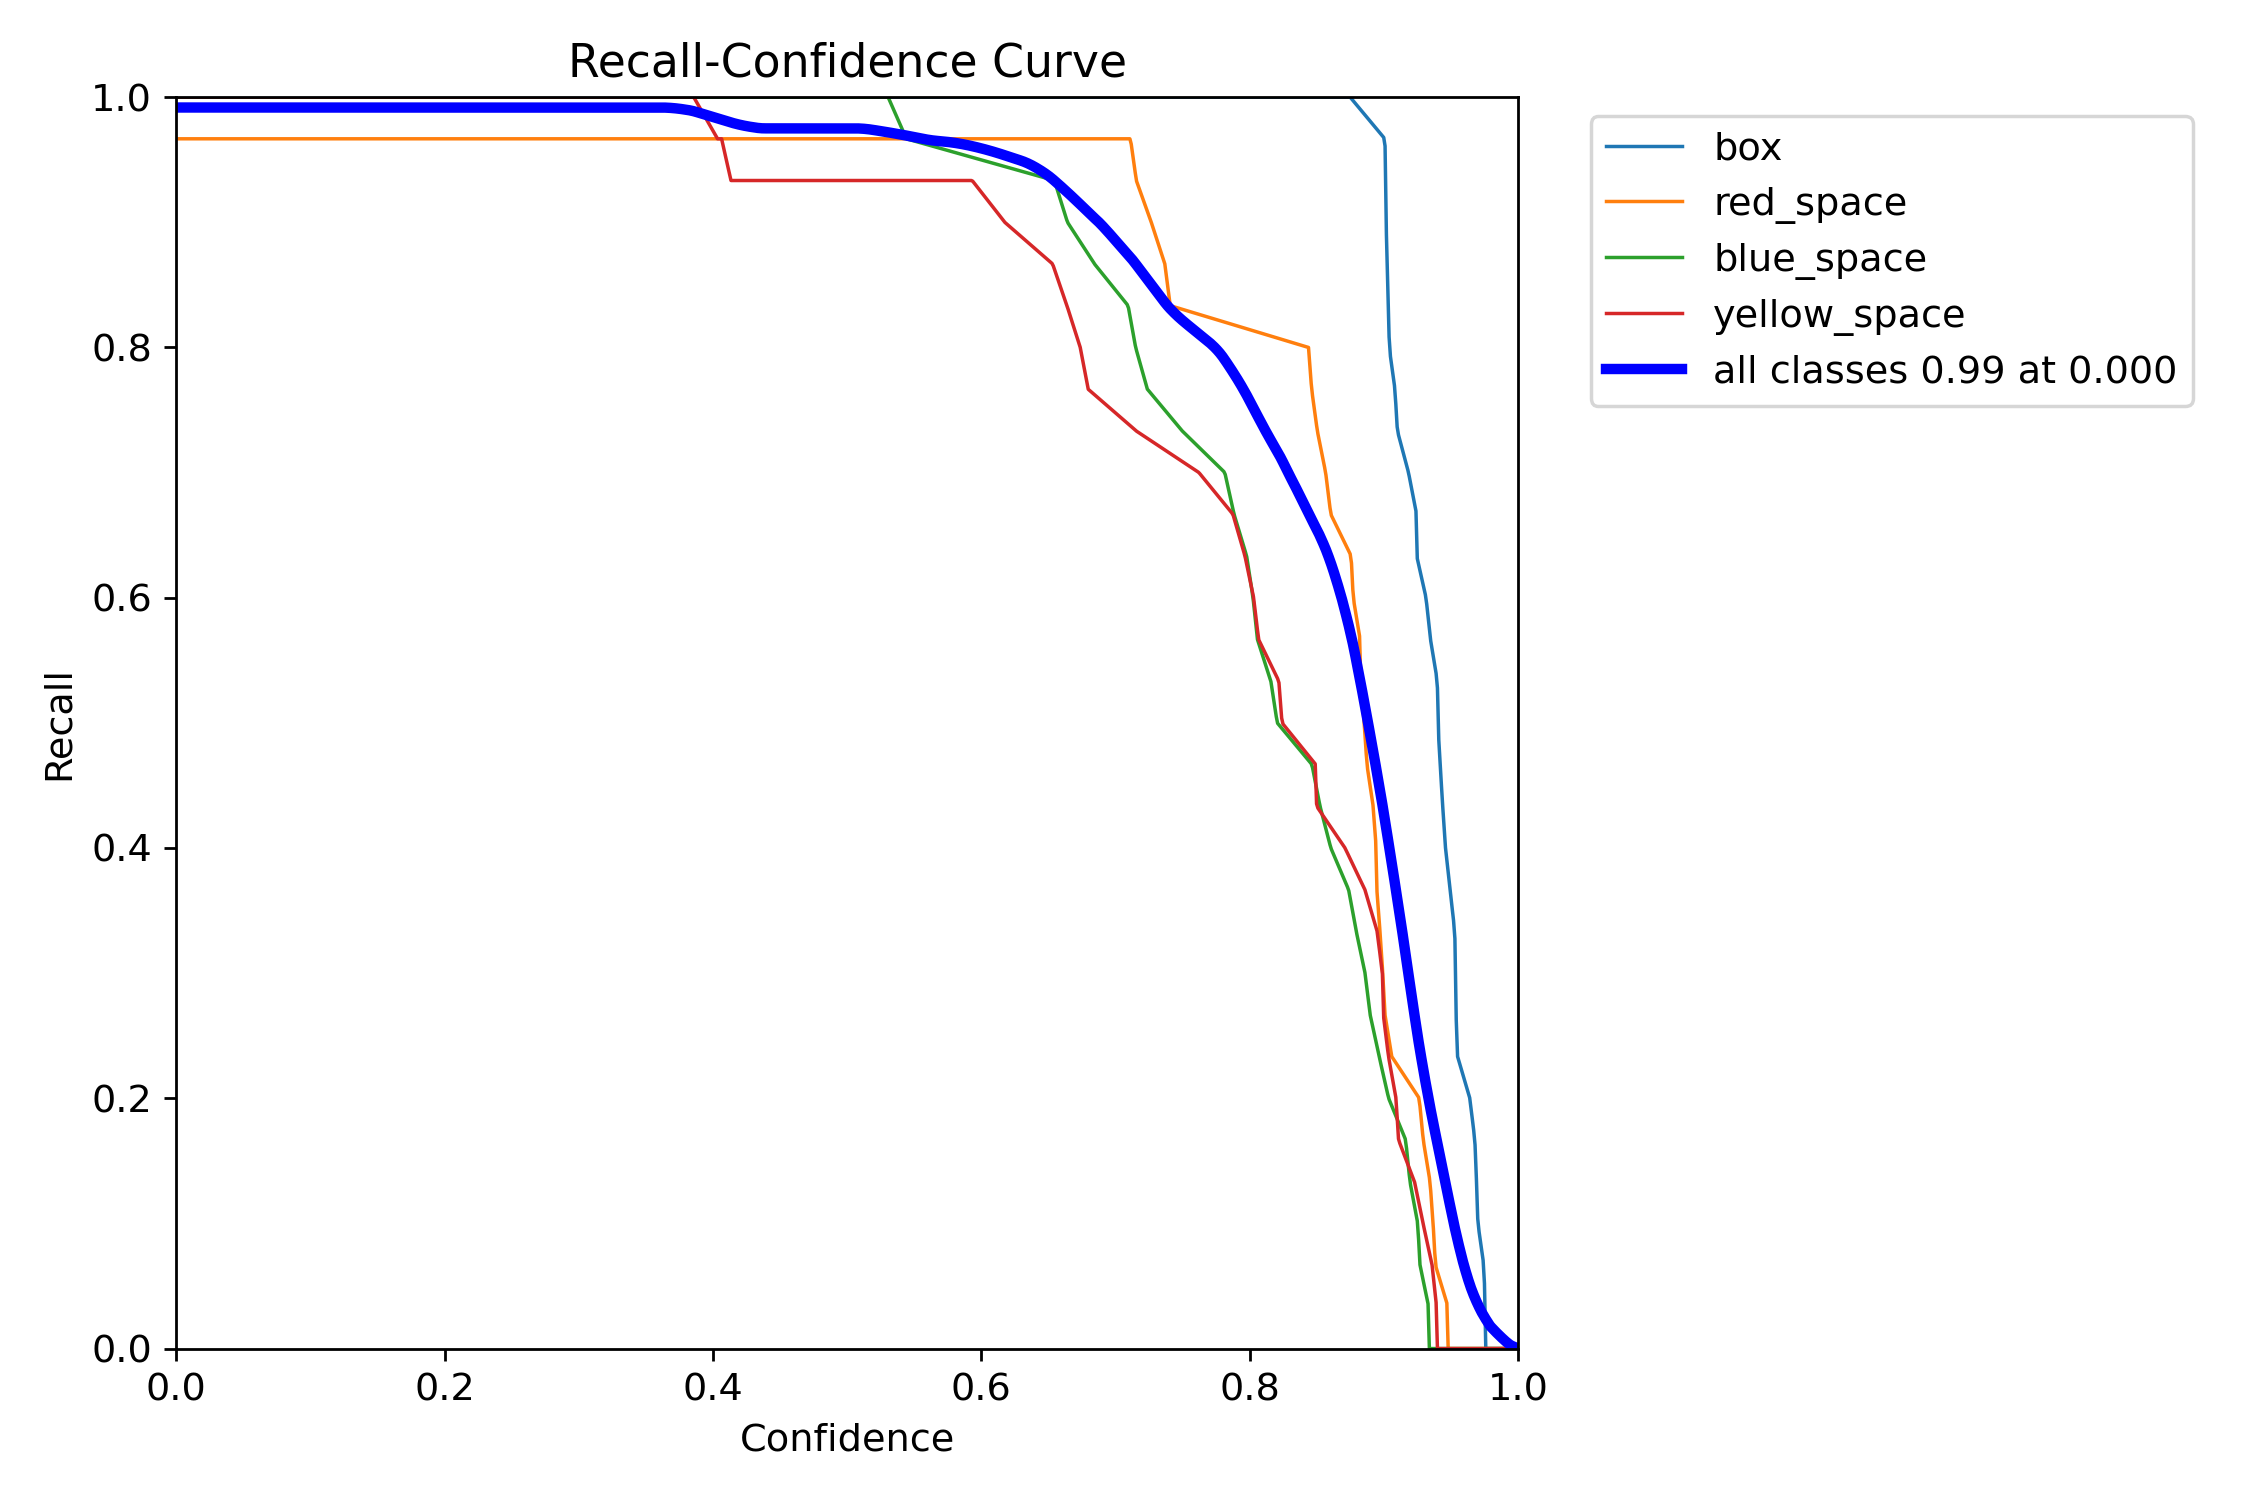 Recall-Confidence Curve
1.0
0.8
0.6
0.4
0.2
0.0
Recall
0.0 0.2 0.4 0.6 0.8 1.0
Confidence
box
red_space
blue_space
yellow_space
all classes 0.99 at 0.000